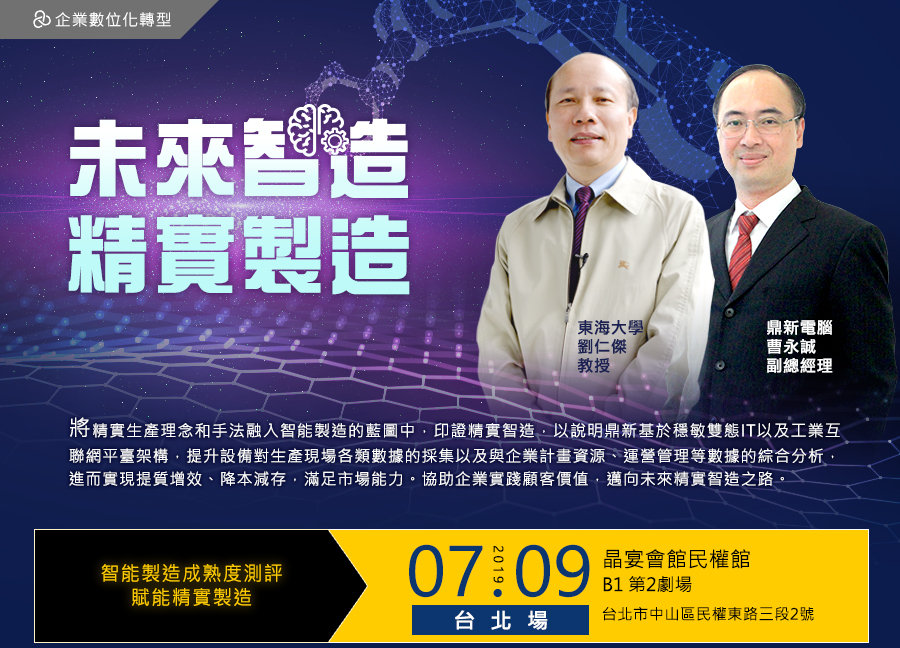 企業數位化轉型
未來智造
精實製造
東海大學
劉仁傑
教授
鼎新電腦
曹永誠
副總經理
將精實生產理念和手法融入智能製造的藍圖中，印證精實智造，以說明鼎新基於穩敏雙態IT以及工業互
聯網平臺架構，提升設備對生產現場各類數據的採集以及與企業計畫資源、運營管理等數據的綜合分析，
進而實現提質增效、降本減存，滿足市場能力。協助企業實踐顧客價值，邁向未來精實智造之路。
智能製造成熟度測評
賦能精實製造
2019
07.09
台北場
晶宴會館民權館
B1 第2劇場
台北市中山區民權東路三段2號